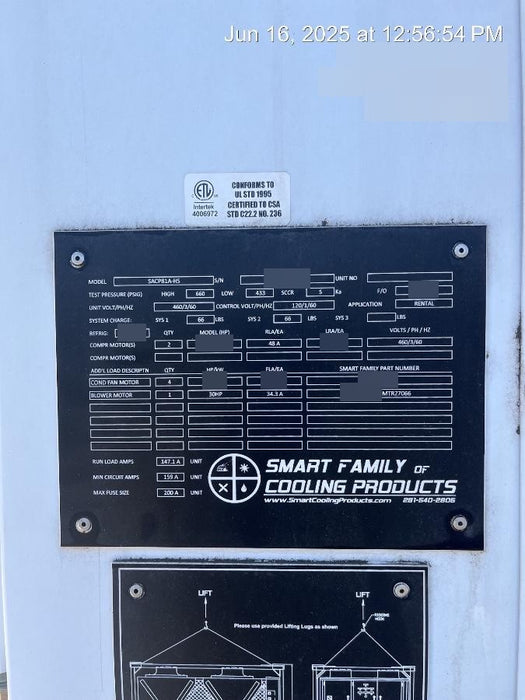 Jun 16, 2025 at 12:56:54 PM
ETL
Intertek
4006972
CONFORMS TO
UL STD 1995
CERTIFIED TO CSA
STD C22.2 NO. 236
MODEL SACP81A-HS S/N UNIT NO
TEST PRESSURE (PSIG) HIGH 660 LOW 433 SCCR 5 Ka F/O
UNIT VOLT/PH/HZ 460/3/60 CONTROL VOLT/PH/HZ 120/1/60 APPLICATION RENTAL
SYSTEM CHARGE: SYS 1 66 LBS SYS 2 66 LBS SYS 3 LBS
REFRIG: QTY MODEL (HP) RLA/EA LRA/EA VOLTS / PH / HZ
COMPR MOTOR(S) 2 48 A 460/3/60
COMPR MOTOR(S)
ADD'L LOAD DESCRIPTN QTY HP/kW FLA/EA SMART FAMILY PART NUMBER
COND FAN MOTOR 4
BLOWER MOTOR 1 30HP 34.3 A MTR27066
RUN LOAD AMPS 147.1 A UNIT
MIN CIRCUIT AMPS 159 A UNIT
MAX FUSE SIZE 200 A UNIT
SMART FAMILY OF
COOLING PRODUCTS
www.SmartCoolingProducts.com 281-640-2806
LIFT LIFT
Please use provided Lifting Lugs as shown